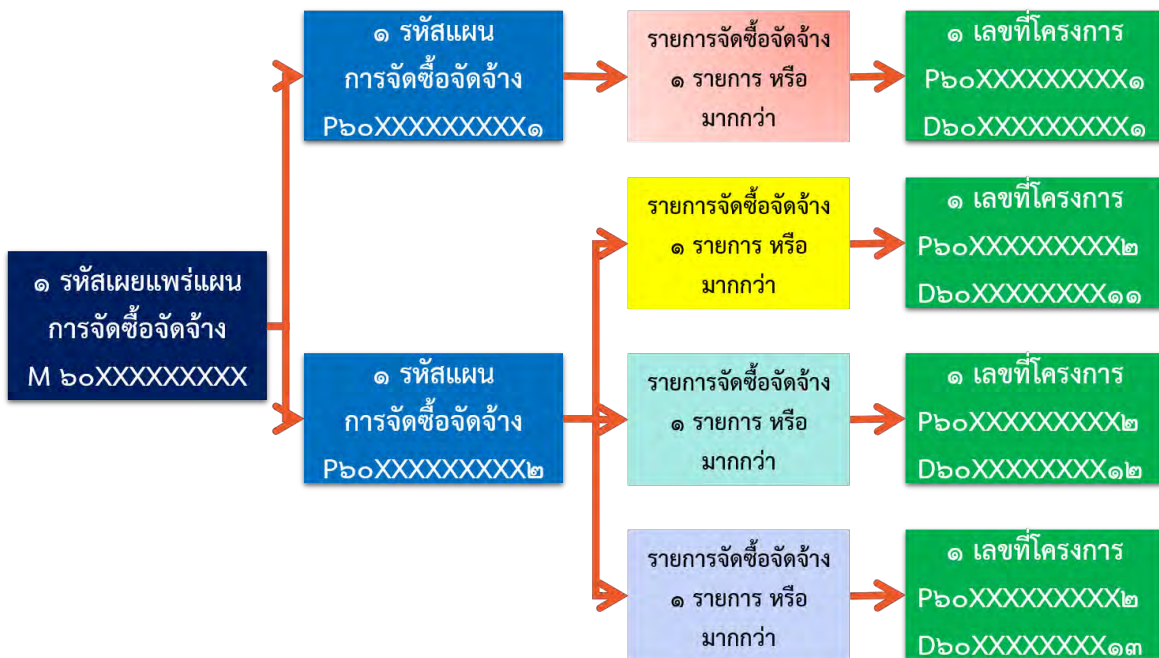 ๑ รหัสเผยแพร่แผน
การจัดซื้อจัดจ้าง
M ๖๐XXXXXXXXX
๑ รหัสแผน
การจัดซื้อจัดจ้าง
P๖๐XXXXXXXXX๑
รายการจัดซื้อจัดจ้าง
๑ รายการ หรือ
มากกว่า
๑ เลขที่โครงการ
P๖๐XXXXXXXXX๑
D๖๐XXXXXXXXX๑
๑ รหัสแผน
การจัดซื้อจัดจ้าง
P๖๐XXXXXXXXX๒
รายการจัดซื้อจัดจ้าง
๑ รายการ หรือ
มากกว่า
๑ เลขที่โครงการ
P๖๐XXXXXXXXX๒
D๖๐XXXXXXXX๑๑
รายการจัดซื้อจัดจ้าง
๑ รายการ หรือ
มากกว่า
๑ เลขที่โครงการ
P๖๐XXXXXXXXX๒
D๖๐XXXXXXXX๑๒
รายการจัดซื้อจัดจ้าง
๑ รายการ หรือ
มากกว่า
๑ เลขที่โครงการ
P๖๐XXXXXXXXX๒
D๖๐XXXXXXXX๑๓